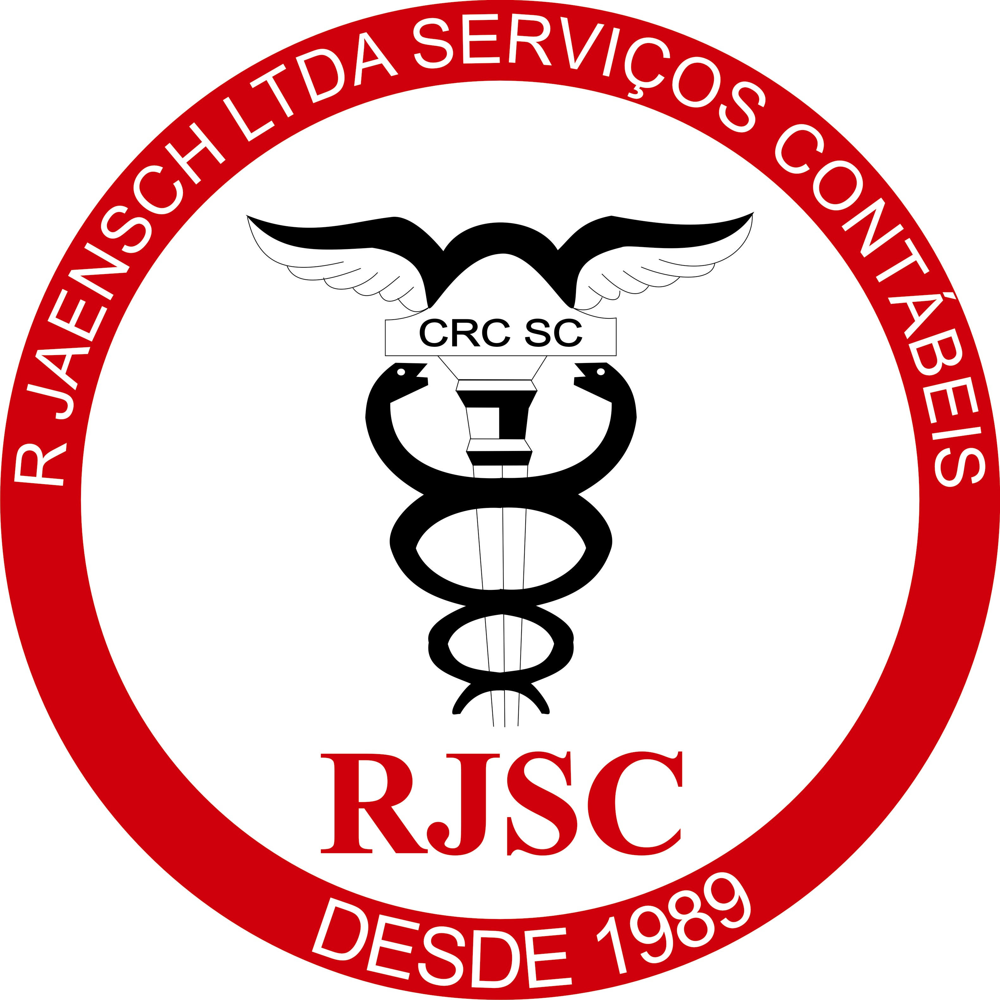 R JAENSCH LTDA SERVIÇOS CONTÁBEIS
CRC SC
RJSC
DESDE 1989